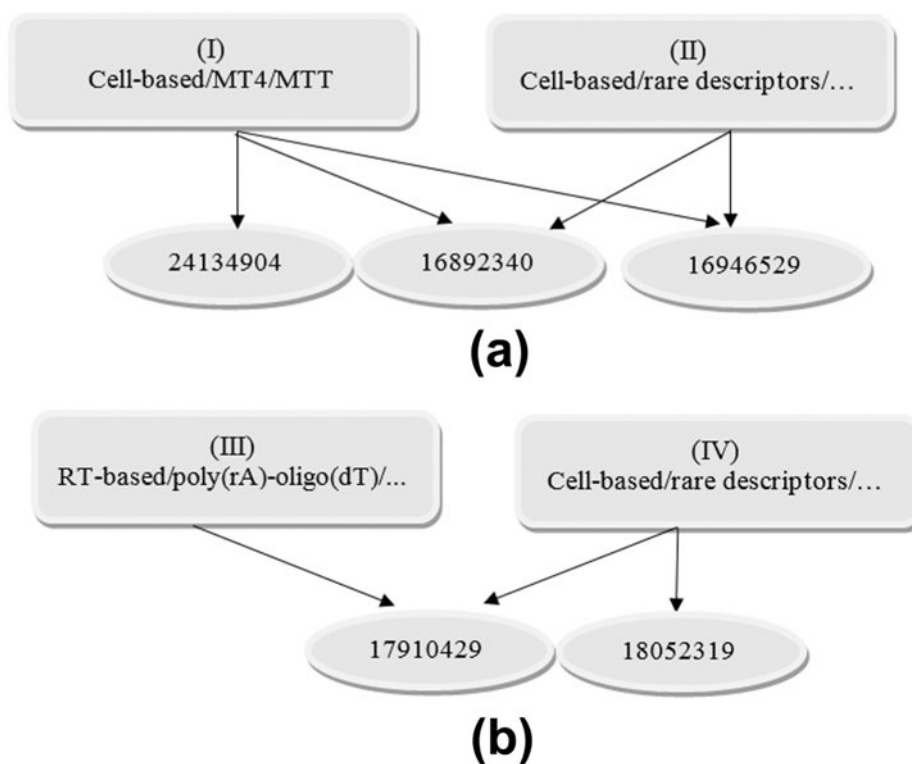 (I)
Cell-based/MT4/MTT
(II)
Cell-based/rare descriptors/…
24134904
16892340
16946529
(a)
(III)
RT-based/poly(rA)-oligo(dT)/...
(IV)
Cell-based/rare descriptors/…
17910429
18052319
(b)